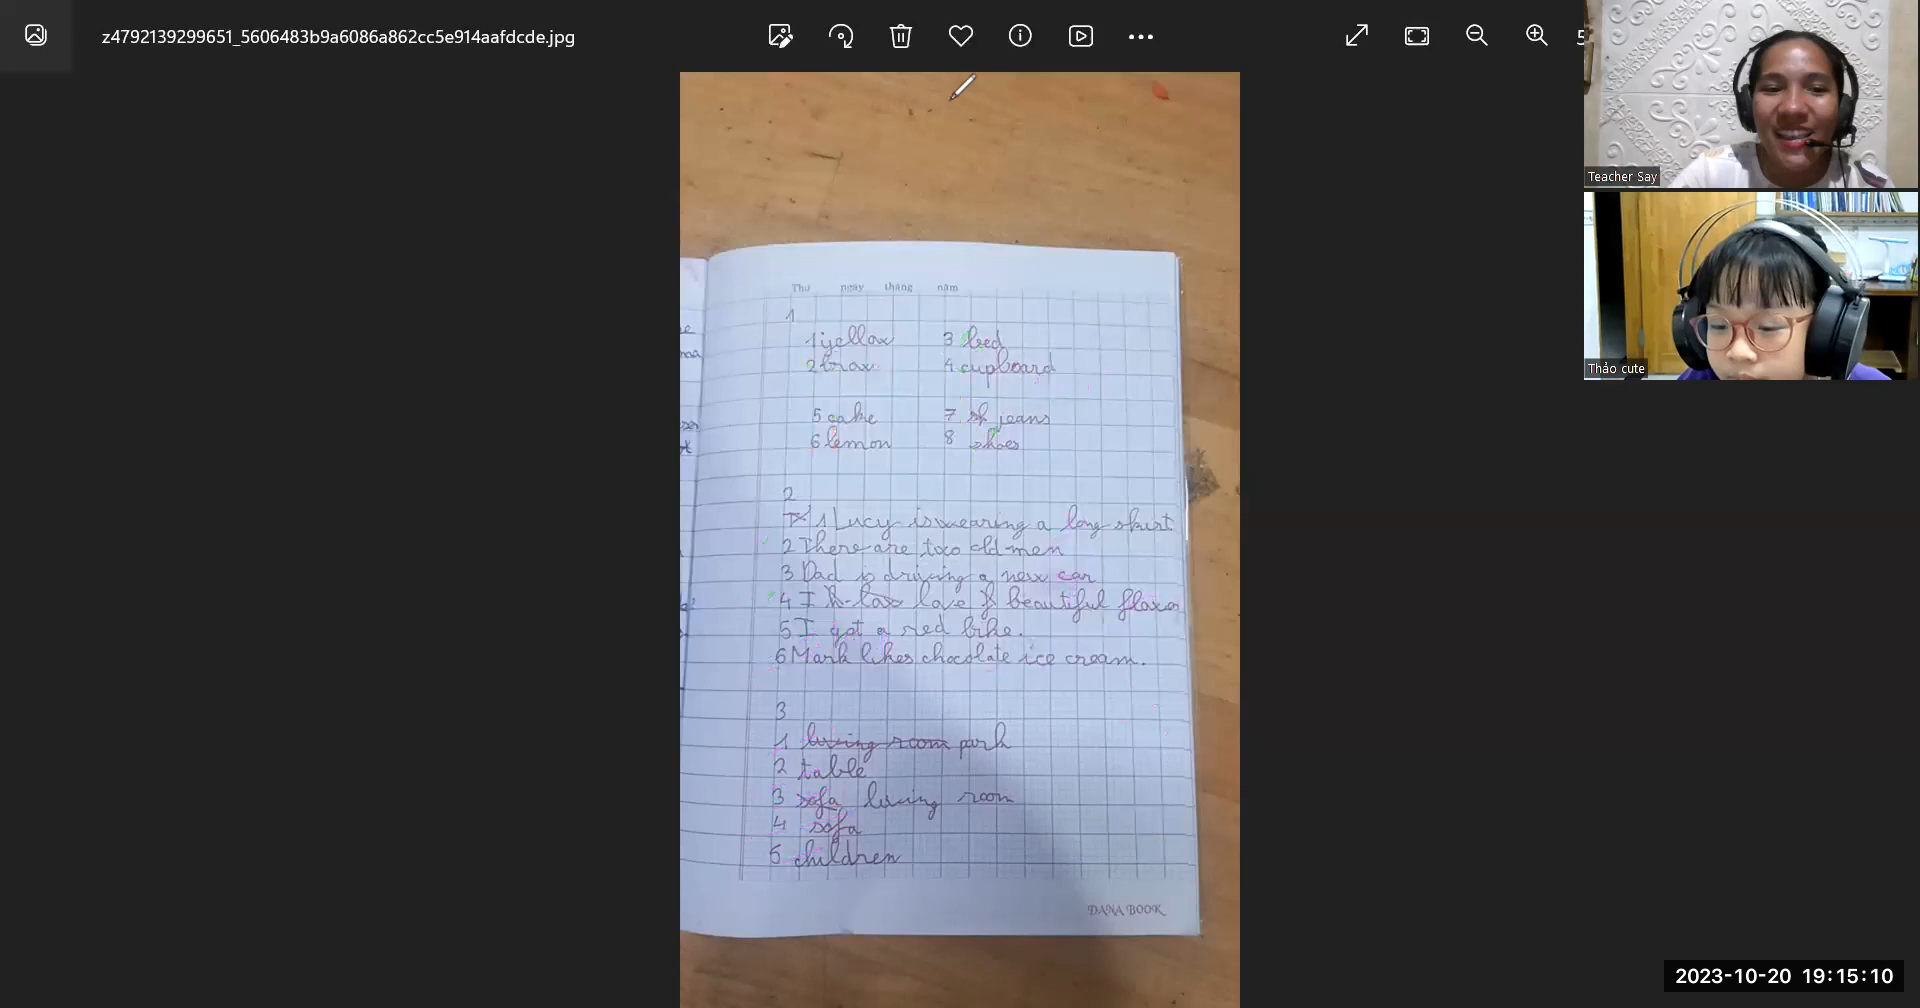 z4792139299651_5606483b9a6086a862cc5e914aafdcde.jpg
Teacher Say
Thảo cute
Thứ ngày tháng năm
1
1 yellow 3 bed
2 brow 4 cupboard
5 cake 7 jeans
6 lemon 8 shoes
2
1 Lucy is wearing a long skirt
2 There are two old men
3 Dad is driving a new car
4 I love beautiful
5 I got a red bike.
6 Mark likes chocolate ice cream.
3
1 living room park
2 table
3 sofa living room
4 sofa
5 children
DANA BOOK
2023-10-20 19:15:10